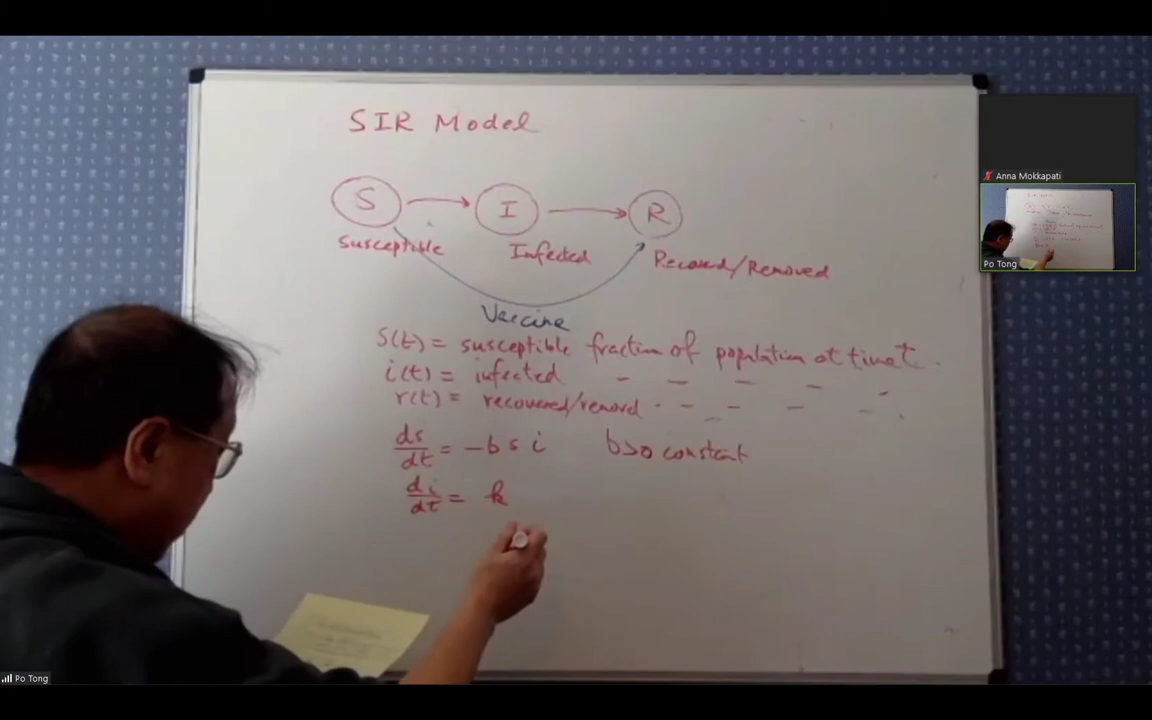 SIR Model
S
I
R
Susceptible
Infected
Recovered/Removed
Vaccine
S(t) = susceptible fraction of population at time t.
i(t) = infected - - - - -
r(t) = recovered/removed - - - - -
ds/dt = -b s i b>0 constant
di/dt = k
Anna Mokkapati
Po Tong
Po Tong